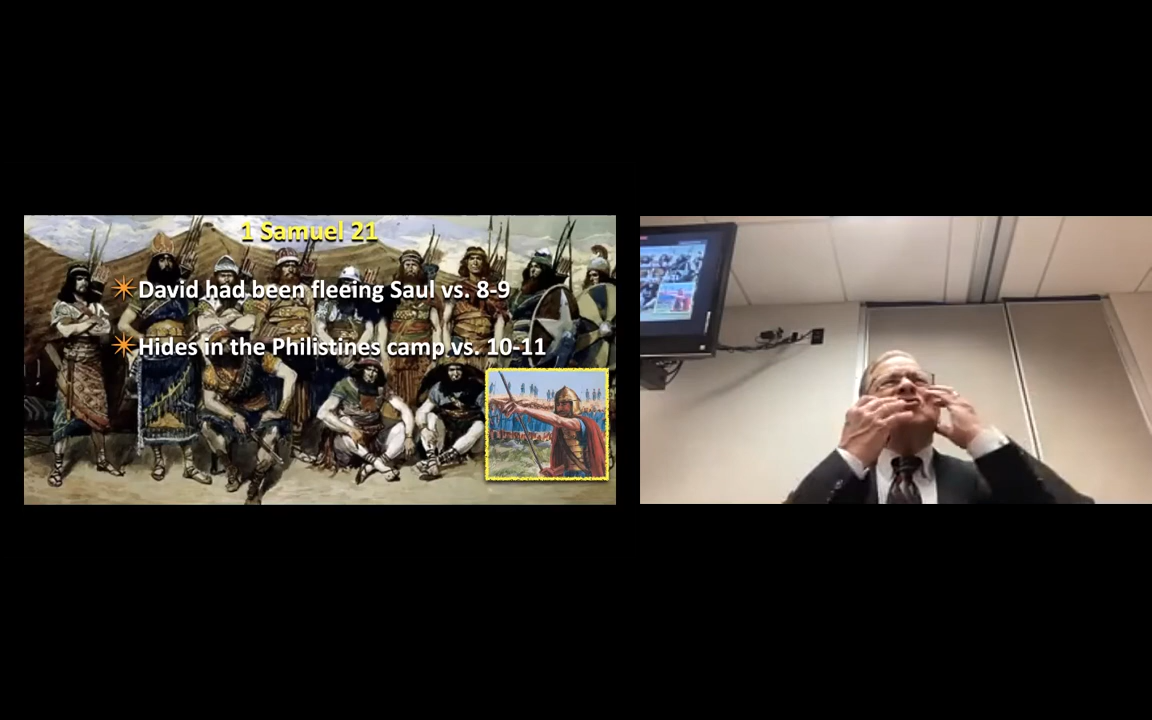 1 Samuel 21
David had been fleeing Saul vs. 8-9
Hides in the Philistines camp vs. 10-11